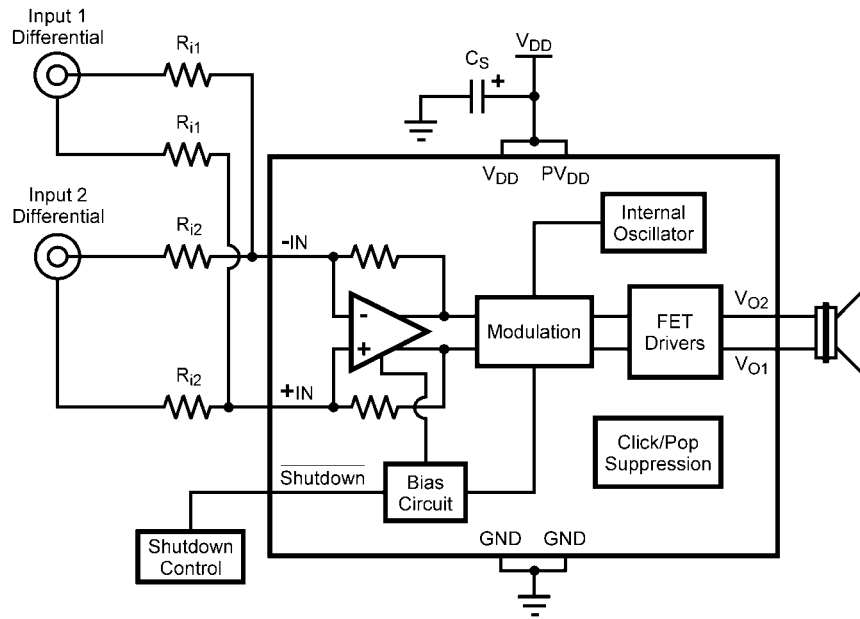 Input 1
Differential
Ri1
Ri1
Input 2
Differential
Ri2
Ri2
CS
+
VDD
VDD
PVDD
Internal
Oscillator
-IN
-
+
+IN
Modulation
FET
Drivers
VO2
VO1
Click/Pop
Suppression
Shutdown
Bias
Circuit
Shutdown
Control
GND
GND